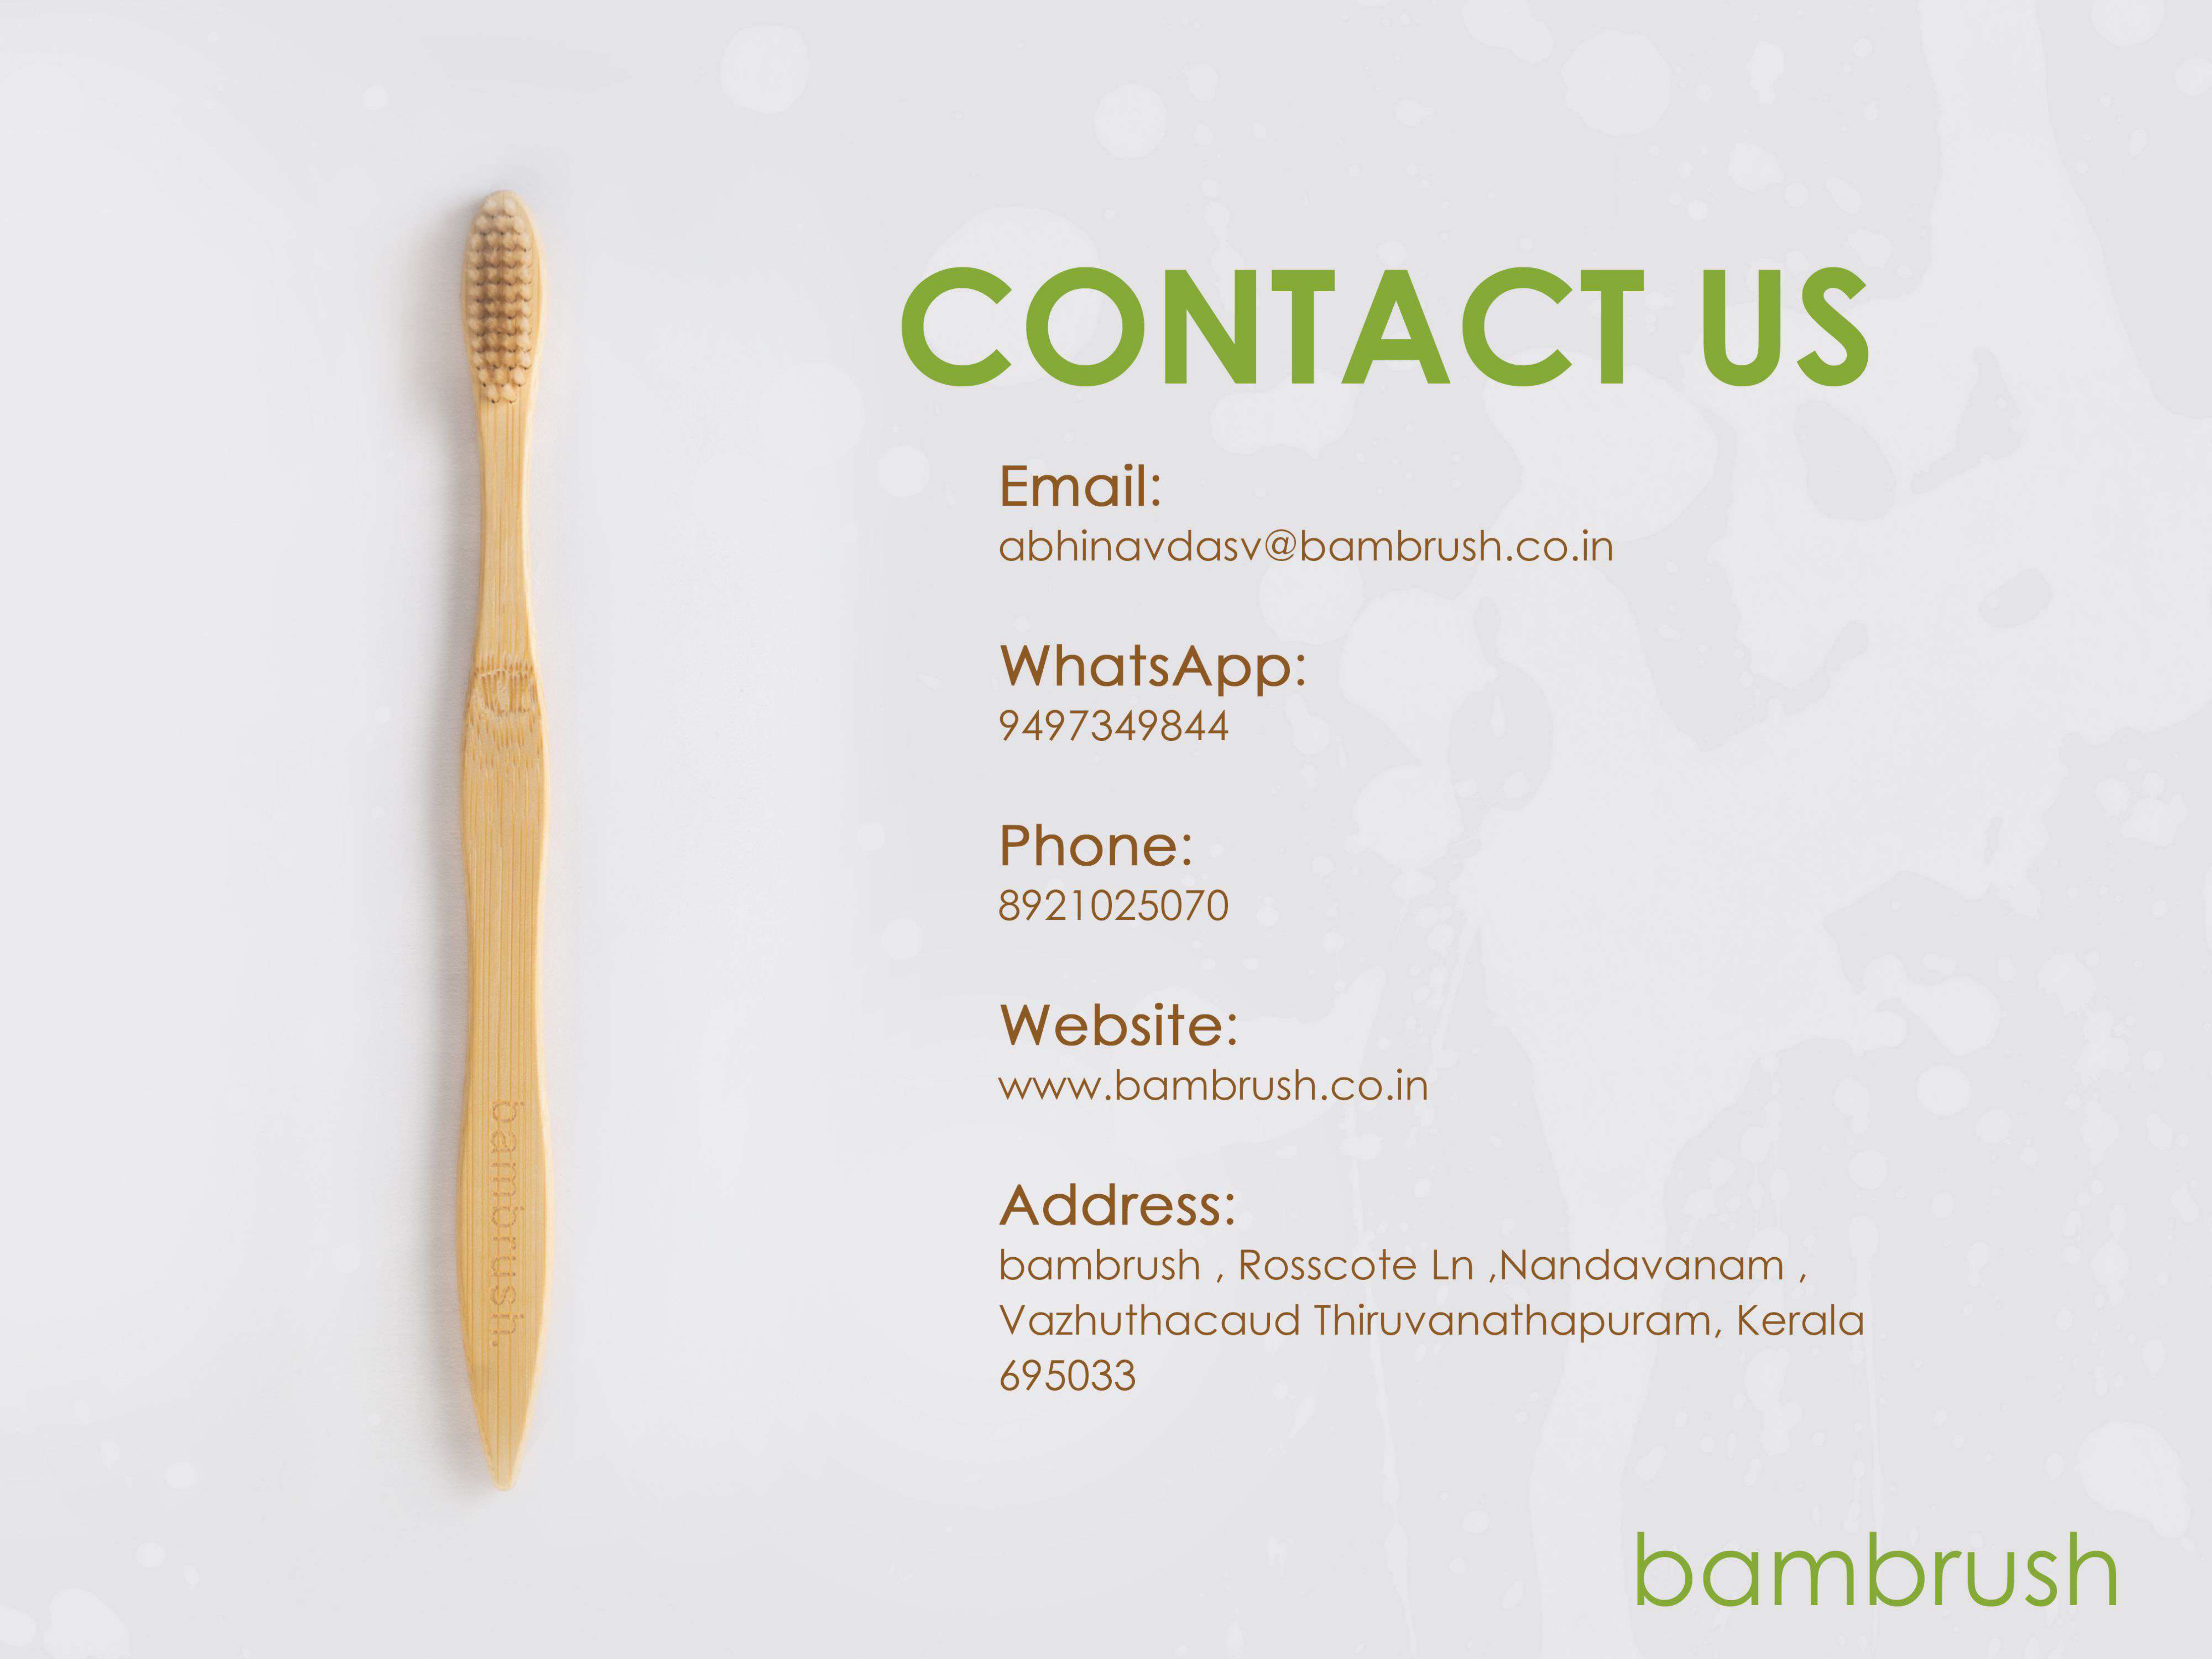 CONTACT US
Email:
abhinavdasv@bambrush.co.in
WhatsApp:
9497349844
Phone:
8921025070
Website:
www.bambrush.co.in
Address:
bambrush , Rosscote Ln ,Nandavanam ,
Vazhuthacaud Thiruvanathapuram, Kerala
695033
bambrush.
bambrush